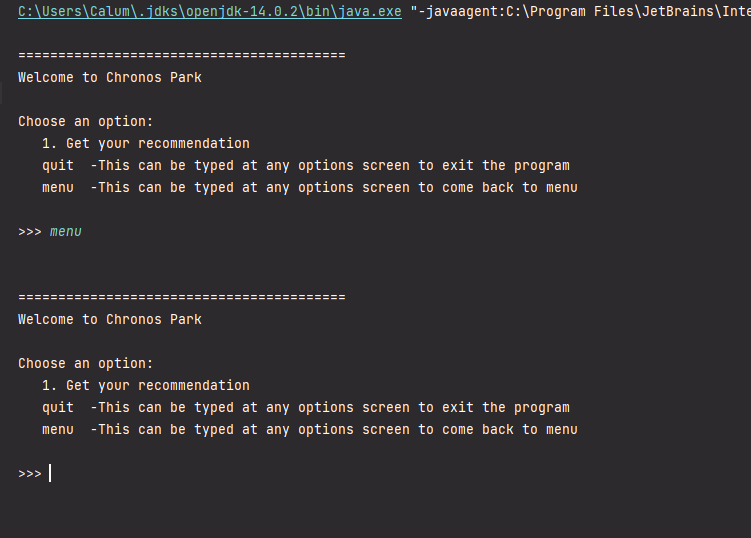 C:\Users\Calum\.jdks\openjdk-14.0.2\bin\java.exe "-javaagent:C:\Program Files\JetBrains\Inte
=========================================
Welcome to Chronos Park
Choose an option:
1. Get your recommendation
quit  -This can be typed at any options screen to exit the program
menu  -This can be typed at any options screen to come back to menu
>>> menu
=========================================
Welcome to Chronos Park
Choose an option:
1. Get your recommendation
quit  -This can be typed at any options screen to exit the program
menu  -This can be typed at any options screen to come back to menu
>>>